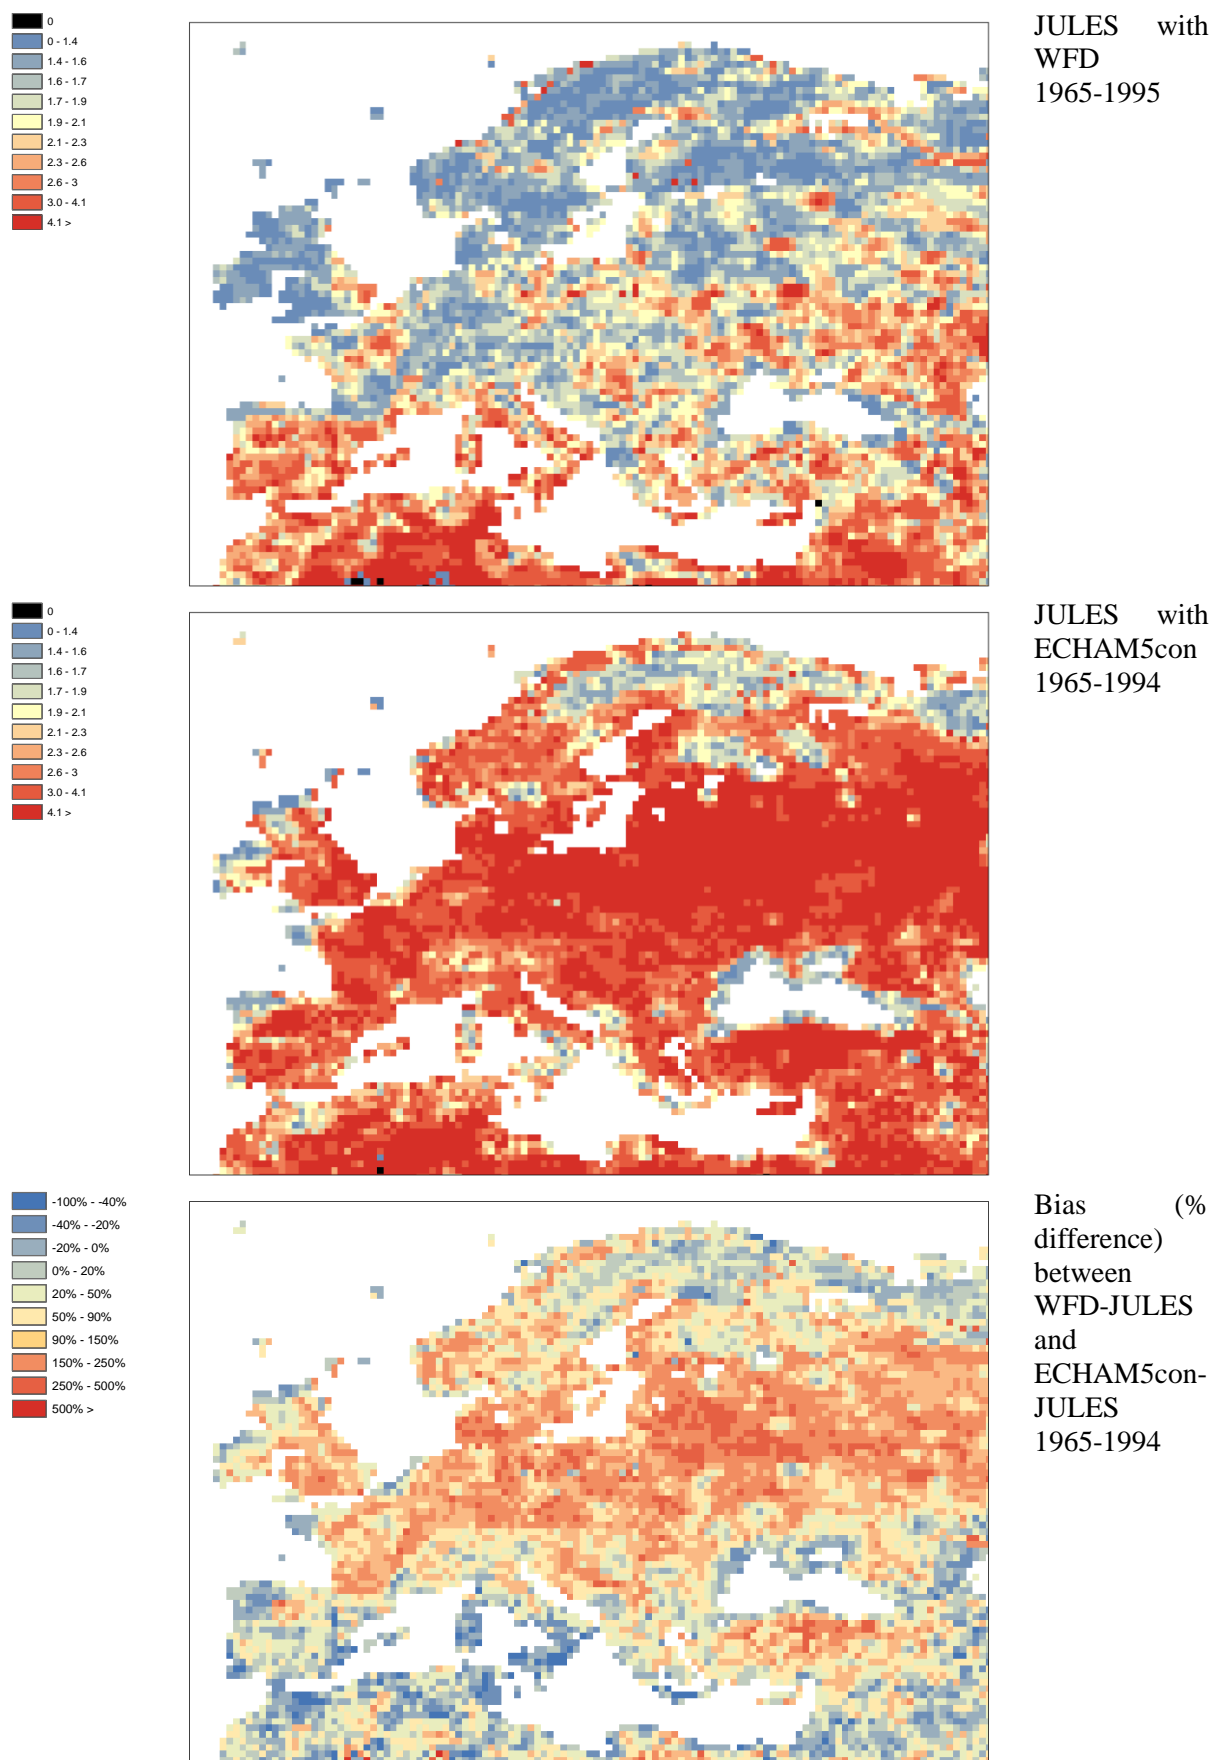 0
0 - 1.4
1.4 - 1.6
1.6 - 1.7
1.7 - 1.9
1.9 - 2.1
2.1 - 2.3
2.3 - 2.6
2.6 - 3
3.0 - 4.1
4.1 >
JULES with
WFD
1965-1995
0
0 - 1.4
1.4 - 1.6
1.6 - 1.7
1.7 - 1.9
1.9 - 2.1
2.1 - 2.3
2.3 - 2.6
2.6 - 3
3.0 - 4.1
4.1 >
JULES with
ECHAM5con
1965-1994
-100% - -40%
-40% - -20%
-20% - 0%
0% - 20%
20% - 50%
50% - 90%
90% - 150%
150% - 250%
250% - 500%
500% >
Bias (%
difference)
between
WFD-JULES
and
ECHAM5con-
JULES
1965-1994